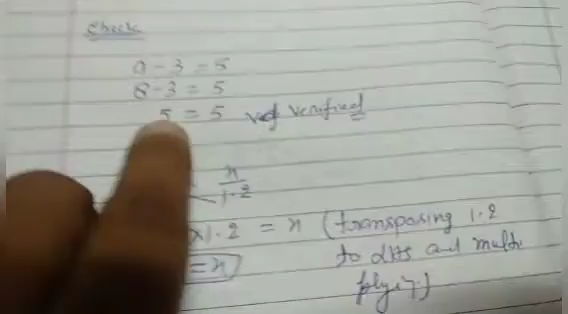 Check
a - 3 = 5
8 - 3 = 5
5 = 5 verified
n/1.2
x1.2 = n (transposing 1.2
= n to LHS and multi
plying)